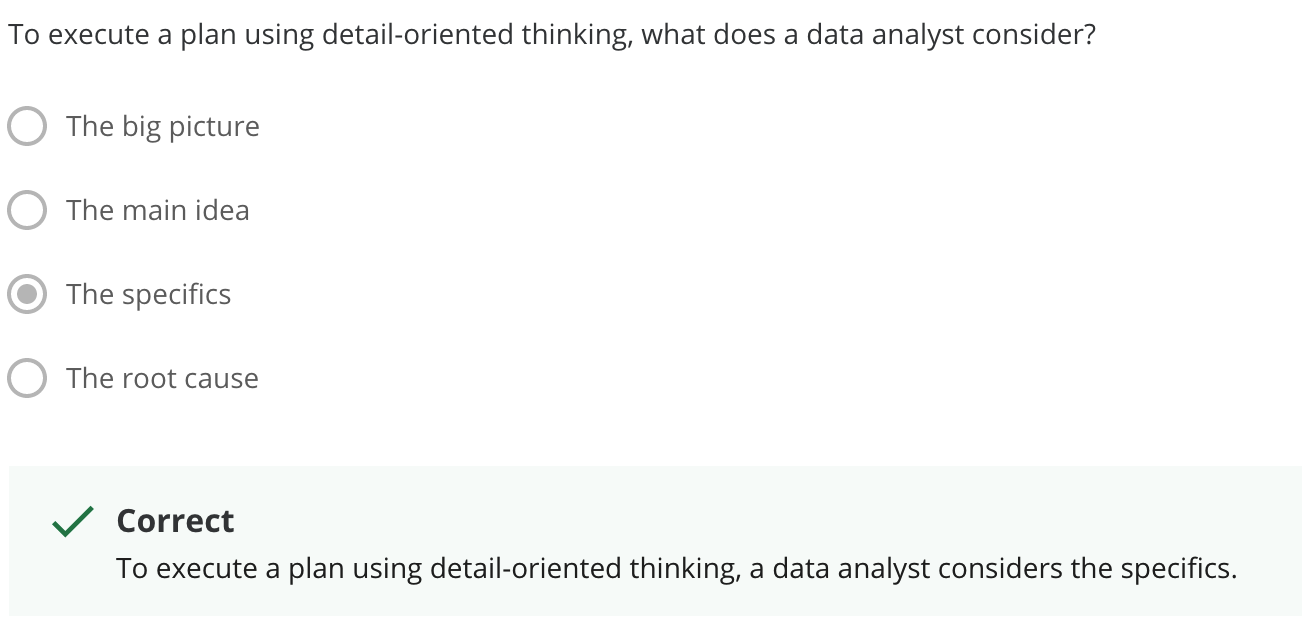 To execute a plan using detail-oriented thinking, what does a data analyst consider?
The big picture
The main idea
The specifics
The root cause
Correct
To execute a plan using detail-oriented thinking, a data analyst considers the specifics.